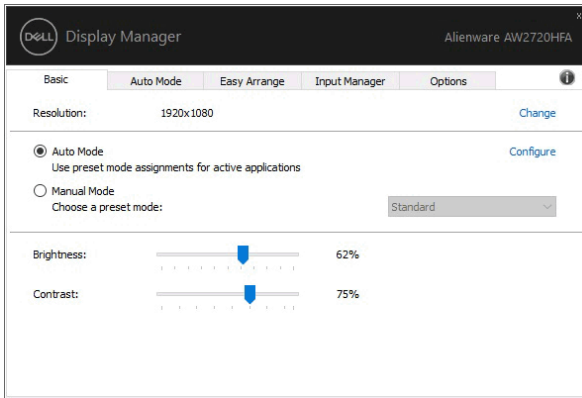 DELL Display Manager
Alienware AW2720HFA
Basic
Auto Mode
Easy Arrange
Input Manager
Options
Resolution: 1920x1080 Change
Auto Mode Configure
Use preset mode assignments for active applications
Manual Mode
Choose a preset mode: Standard
Brightness: 62%
Contrast: 75%